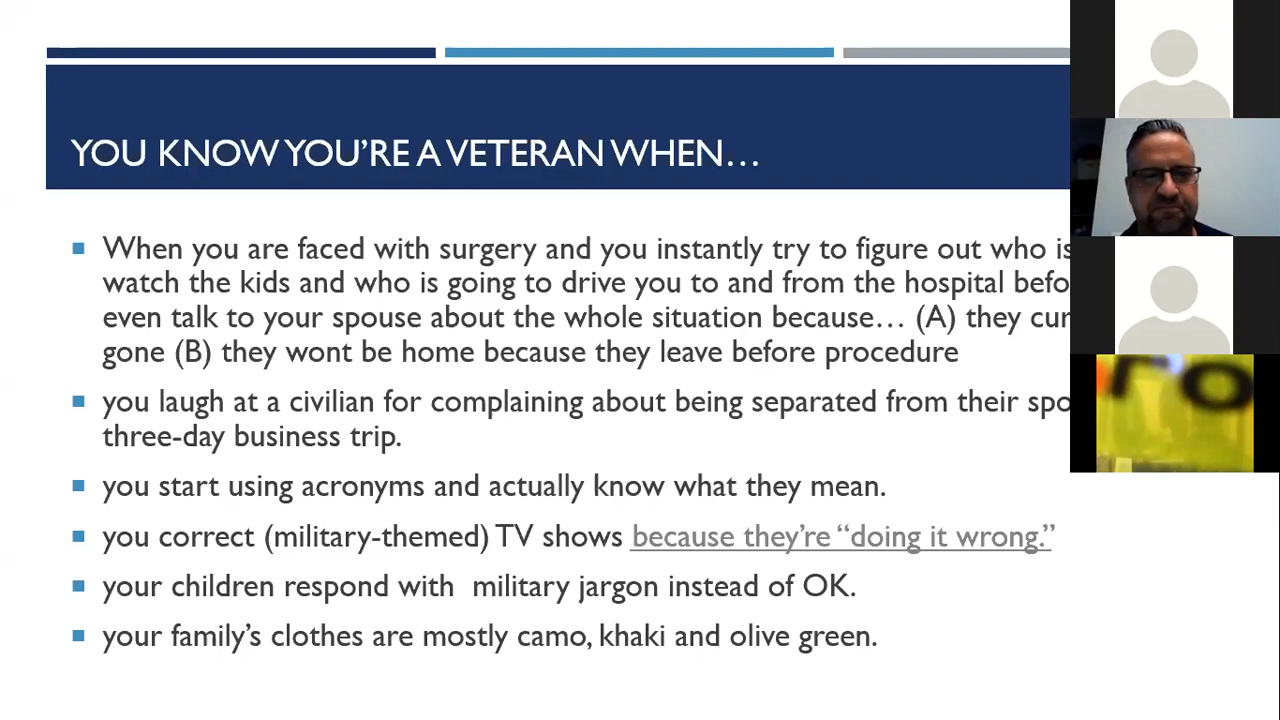 YOU KNOW YOU’RE A VETERAN WHEN…
When you are faced with surgery and you instantly try to figure out who is
watch the kids and who is going to drive you to and from the hospital
even talk to your spouse about the whole situation because… (A) they
gone (B) they wont be home because they leave before procedure
you laugh at a civilian for complaining about being separated from their
three-day business trip.
you start using acronyms and actually know what they mean.
you correct (military-themed) TV shows because they’re “doing it wrong.”
your children respond with military jargon instead of OK.
your family’s clothes are mostly camo, khaki and olive green.